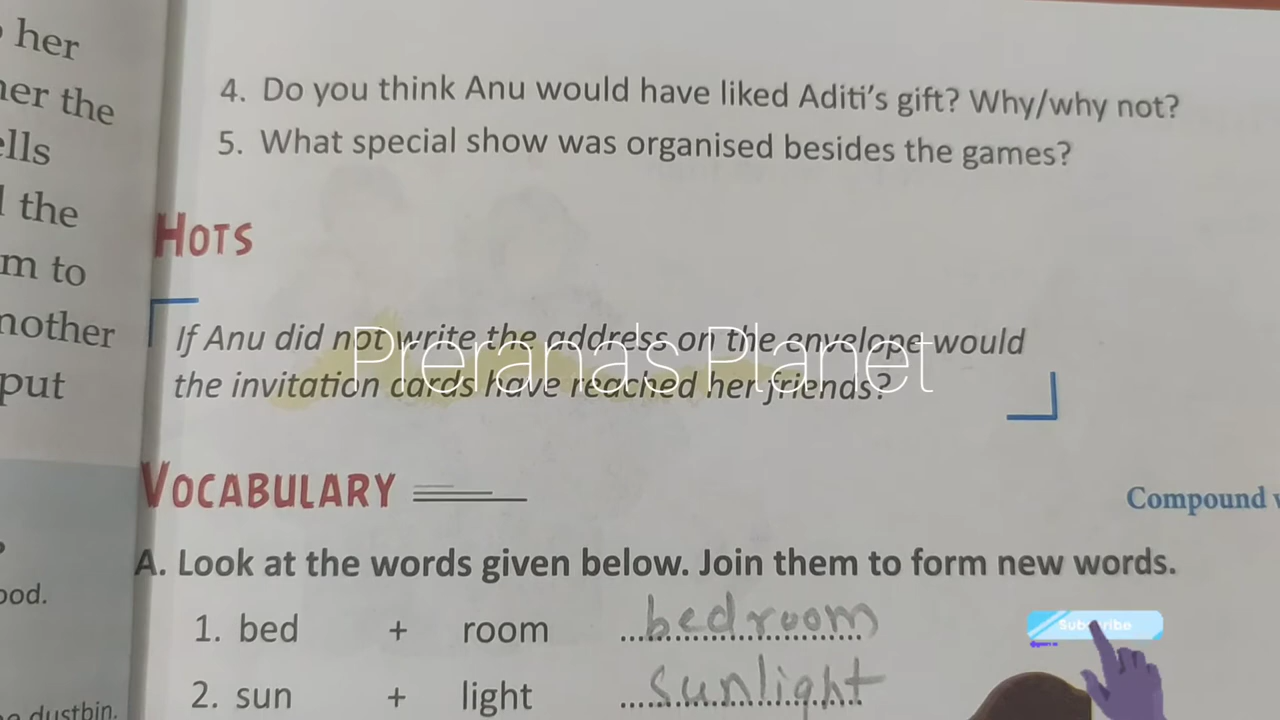 her
her the
ells
the
m to
mother
put
ood.
dustbin.
4. Do you think Anu would have liked Aditi's gift? Why/why not?
5. What special show was organised besides the games?
HOTS
If Anu did not write the address on the envelope would
the invitation cards have reached her friends?
Prerana's Planet
VOCABULARY
Compound
A. Look at the words given below. Join them to form new words.
1. bed + room bedroom
2. sun + light sunlight
Subscribe